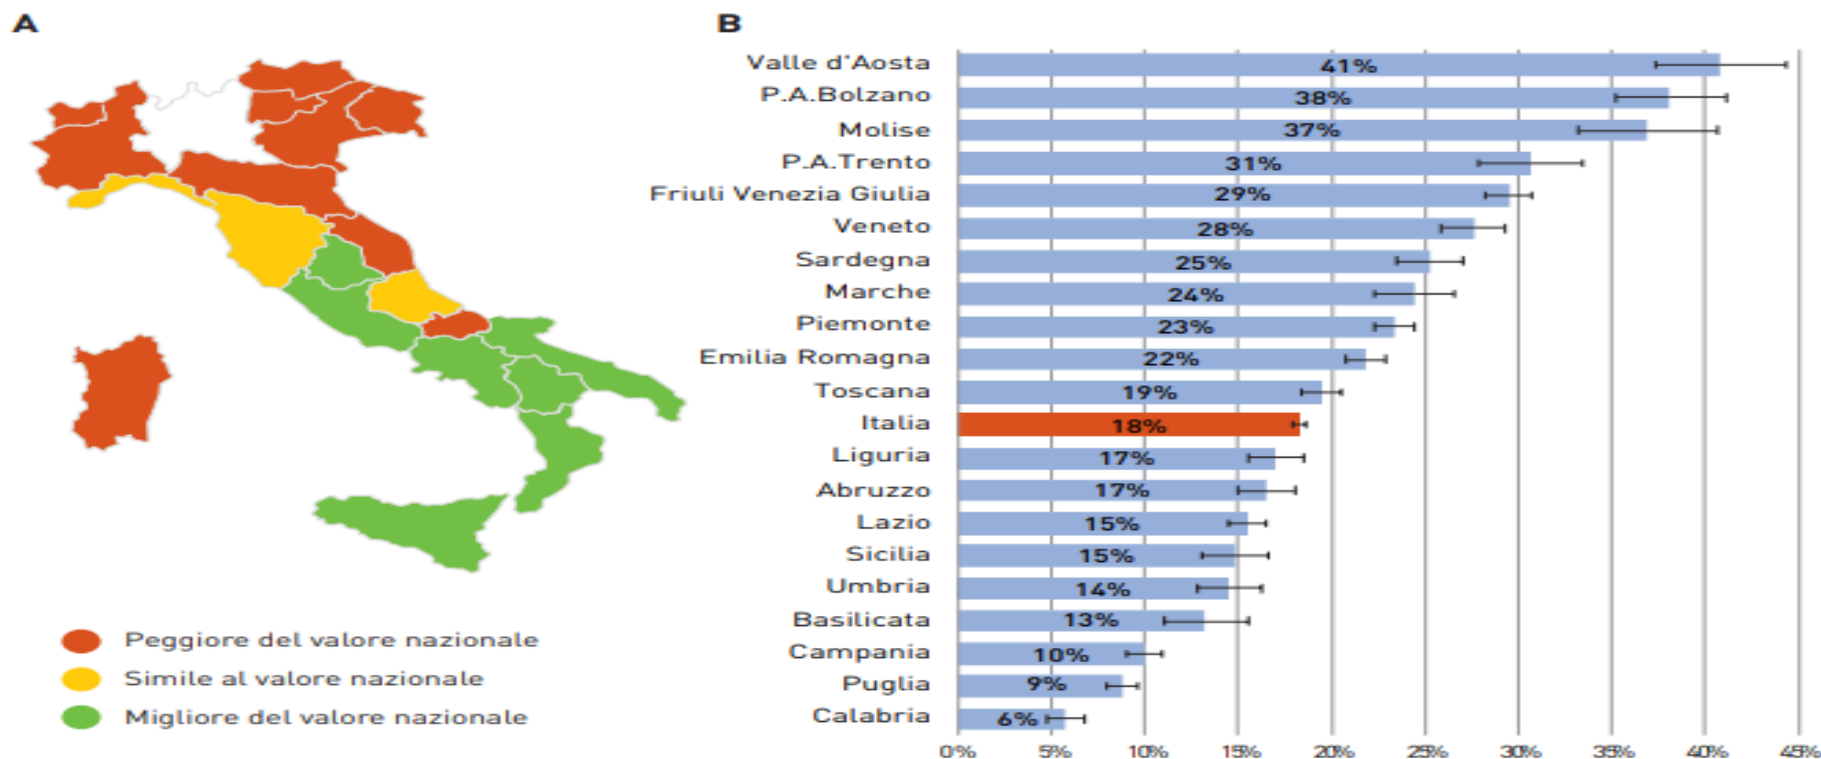 A
B
Valle d'Aosta 41%
P.A.Bolzano 38%
Molise 37%
P.A.Trento 31%
Friuli Venezia Giulia 29%
Veneto 28%
Sardegna 25%
Marche 24%
Piemonte 23%
Emilia Romagna 22%
Toscana 19%
Italia 18%
Liguria 17%
Abruzzo 17%
Lazio 15%
Sicilia 15%
Umbria 14%
Basilicata 13%
Campania 10%
Puglia 9%
Calabria 6%
0% 5% 10% 15% 20% 25% 30% 35% 40% 45%
Peggiore del valore nazionale
Simile al valore nazionale
Migliore del valore nazionale